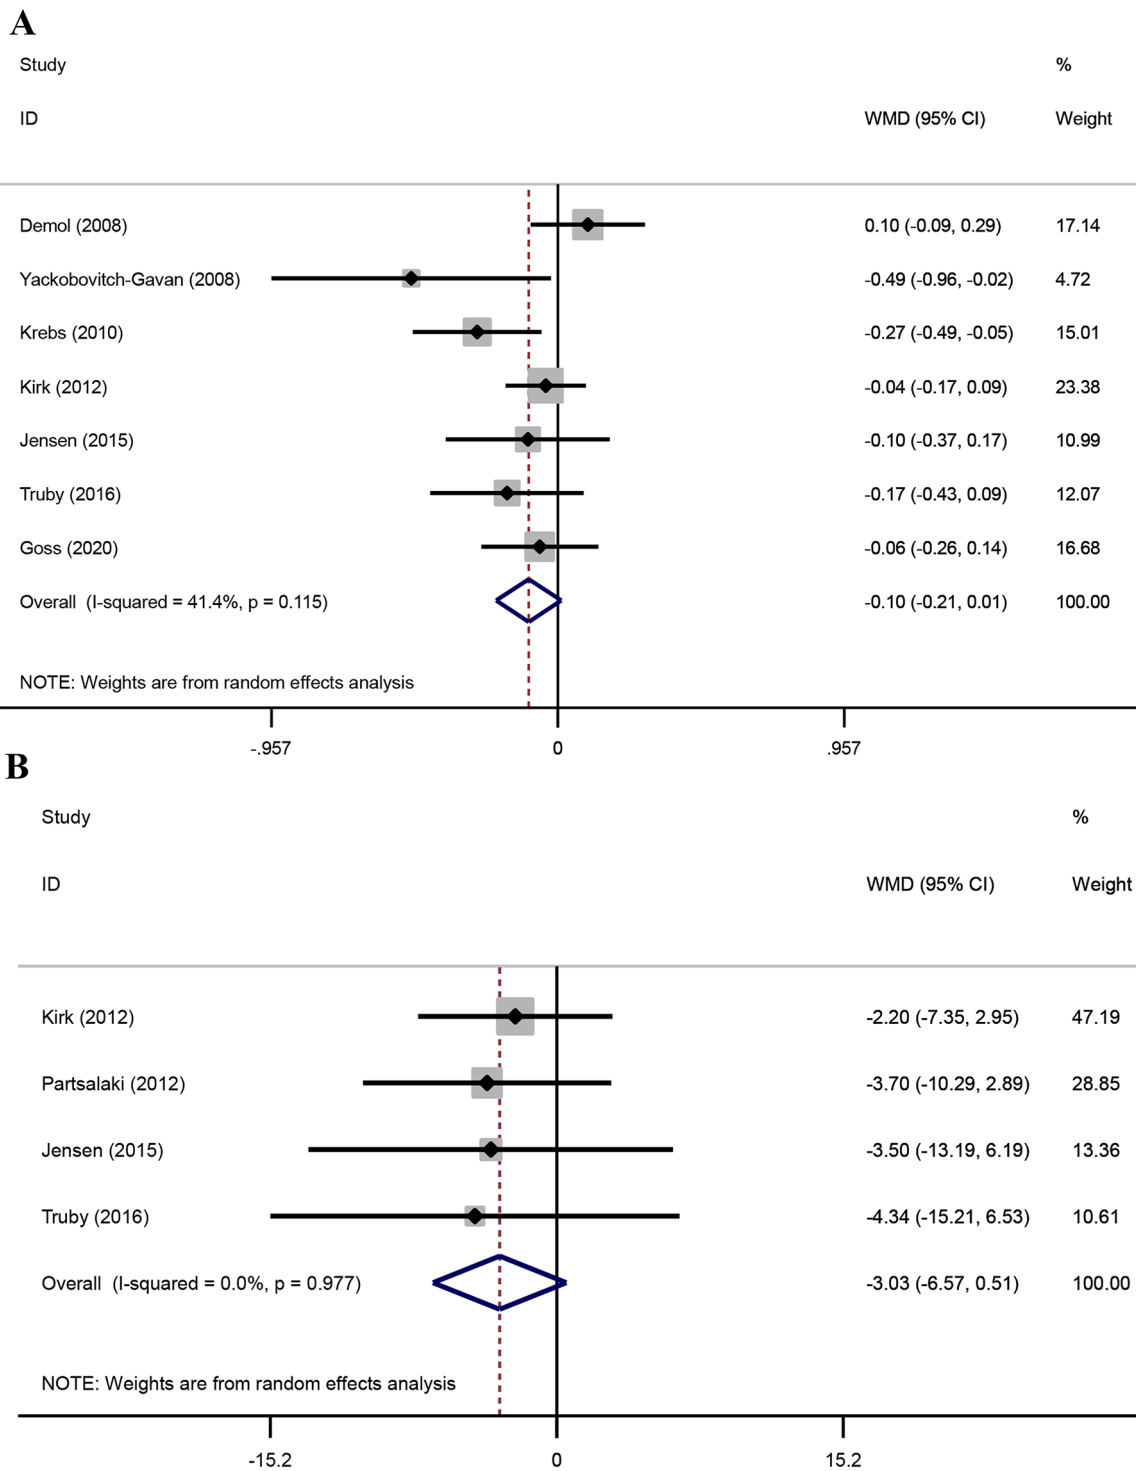 A
Study %
ID WMD (95% CI) Weight
Demol (2008) 0.10 (-0.09, 0.29) 17.14
Yackobovitch-Gavan (2008) -0.49 (-0.96, -0.02) 4.72
Krebs (2010) -0.27 (-0.49, -0.05) 15.01
Kirk (2012) -0.04 (-0.17, 0.09) 23.38
Jensen (2015) -0.10 (-0.37, 0.17) 10.99
Truby (2016) -0.17 (-0.43, 0.09) 12.07
Goss (2020) -0.06 (-0.26, 0.14) 16.68
Overall (I-squared = 41.4%, p = 0.115) -0.10 (-0.21, 0.01) 100.00
NOTE: Weights are from random effects analysis
-.957 0 .957
B
Study %
ID WMD (95% CI) Weight
Kirk (2012) -2.20 (-7.35, 2.95) 47.19
Partsalaki (2012) -3.70 (-10.29, 2.89) 28.85
Jensen (2015) -3.50 (-13.19, 6.19) 13.36
Truby (2016) -4.34 (-15.21, 6.53) 10.61
Overall (I-squared = 0.0%, p = 0.977) -3.03 (-6.57, 0.51) 100.00
NOTE: Weights are from random effects analysis
-15.2 0 15.2